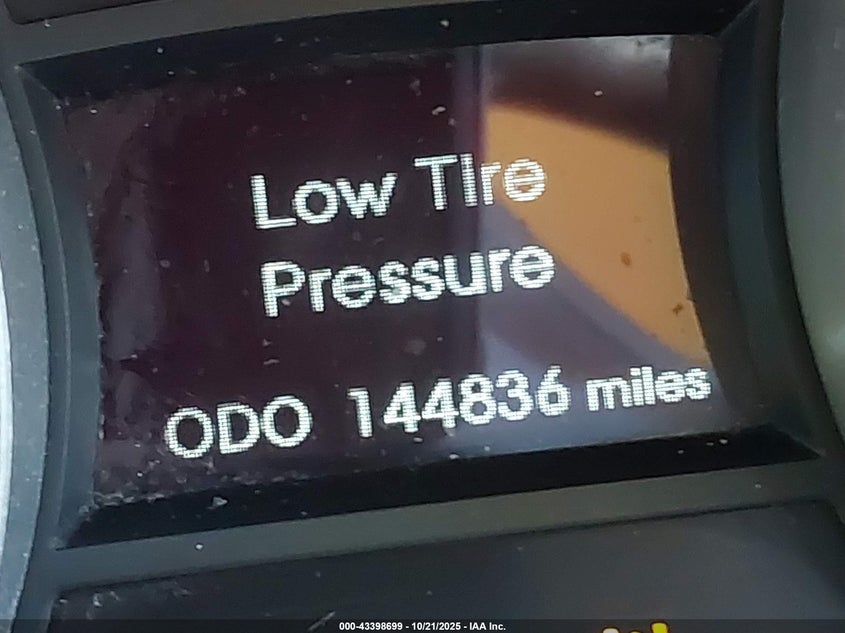 Low Tire
Pressure
ODO 144836 miles
000-43398699 - 10/21/2025 - IAA Inc.